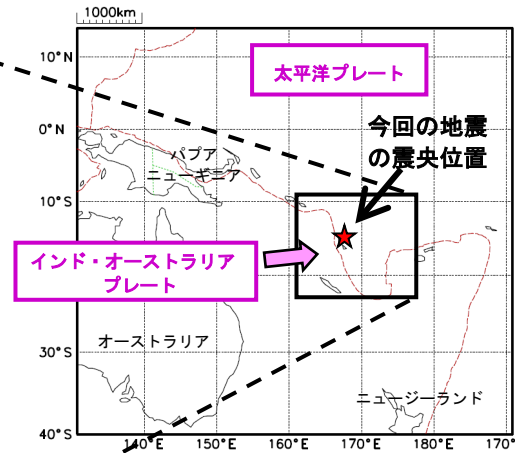 1000km
10°N
太平洋プレート
0°N
今回の地震
の震央位置
パプア
ニューギニア
10°S
インド・オーストラリア
プレート
オーストラリア
30°S
ニュージーランド
40°S
140°E 150°E 160°E 170°E 180°E 170°W